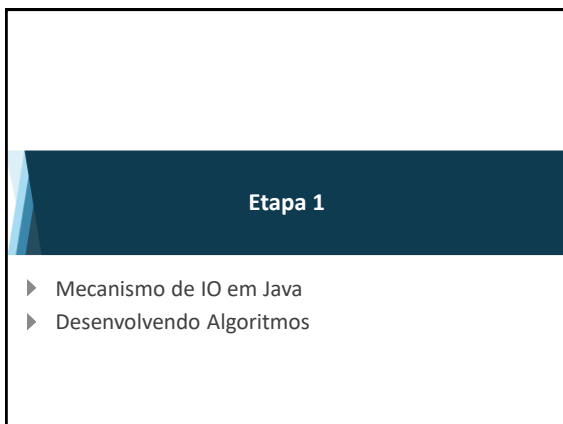 Etapa 1
Mecanismo de IO em Java
Desenvolvendo Algoritmos